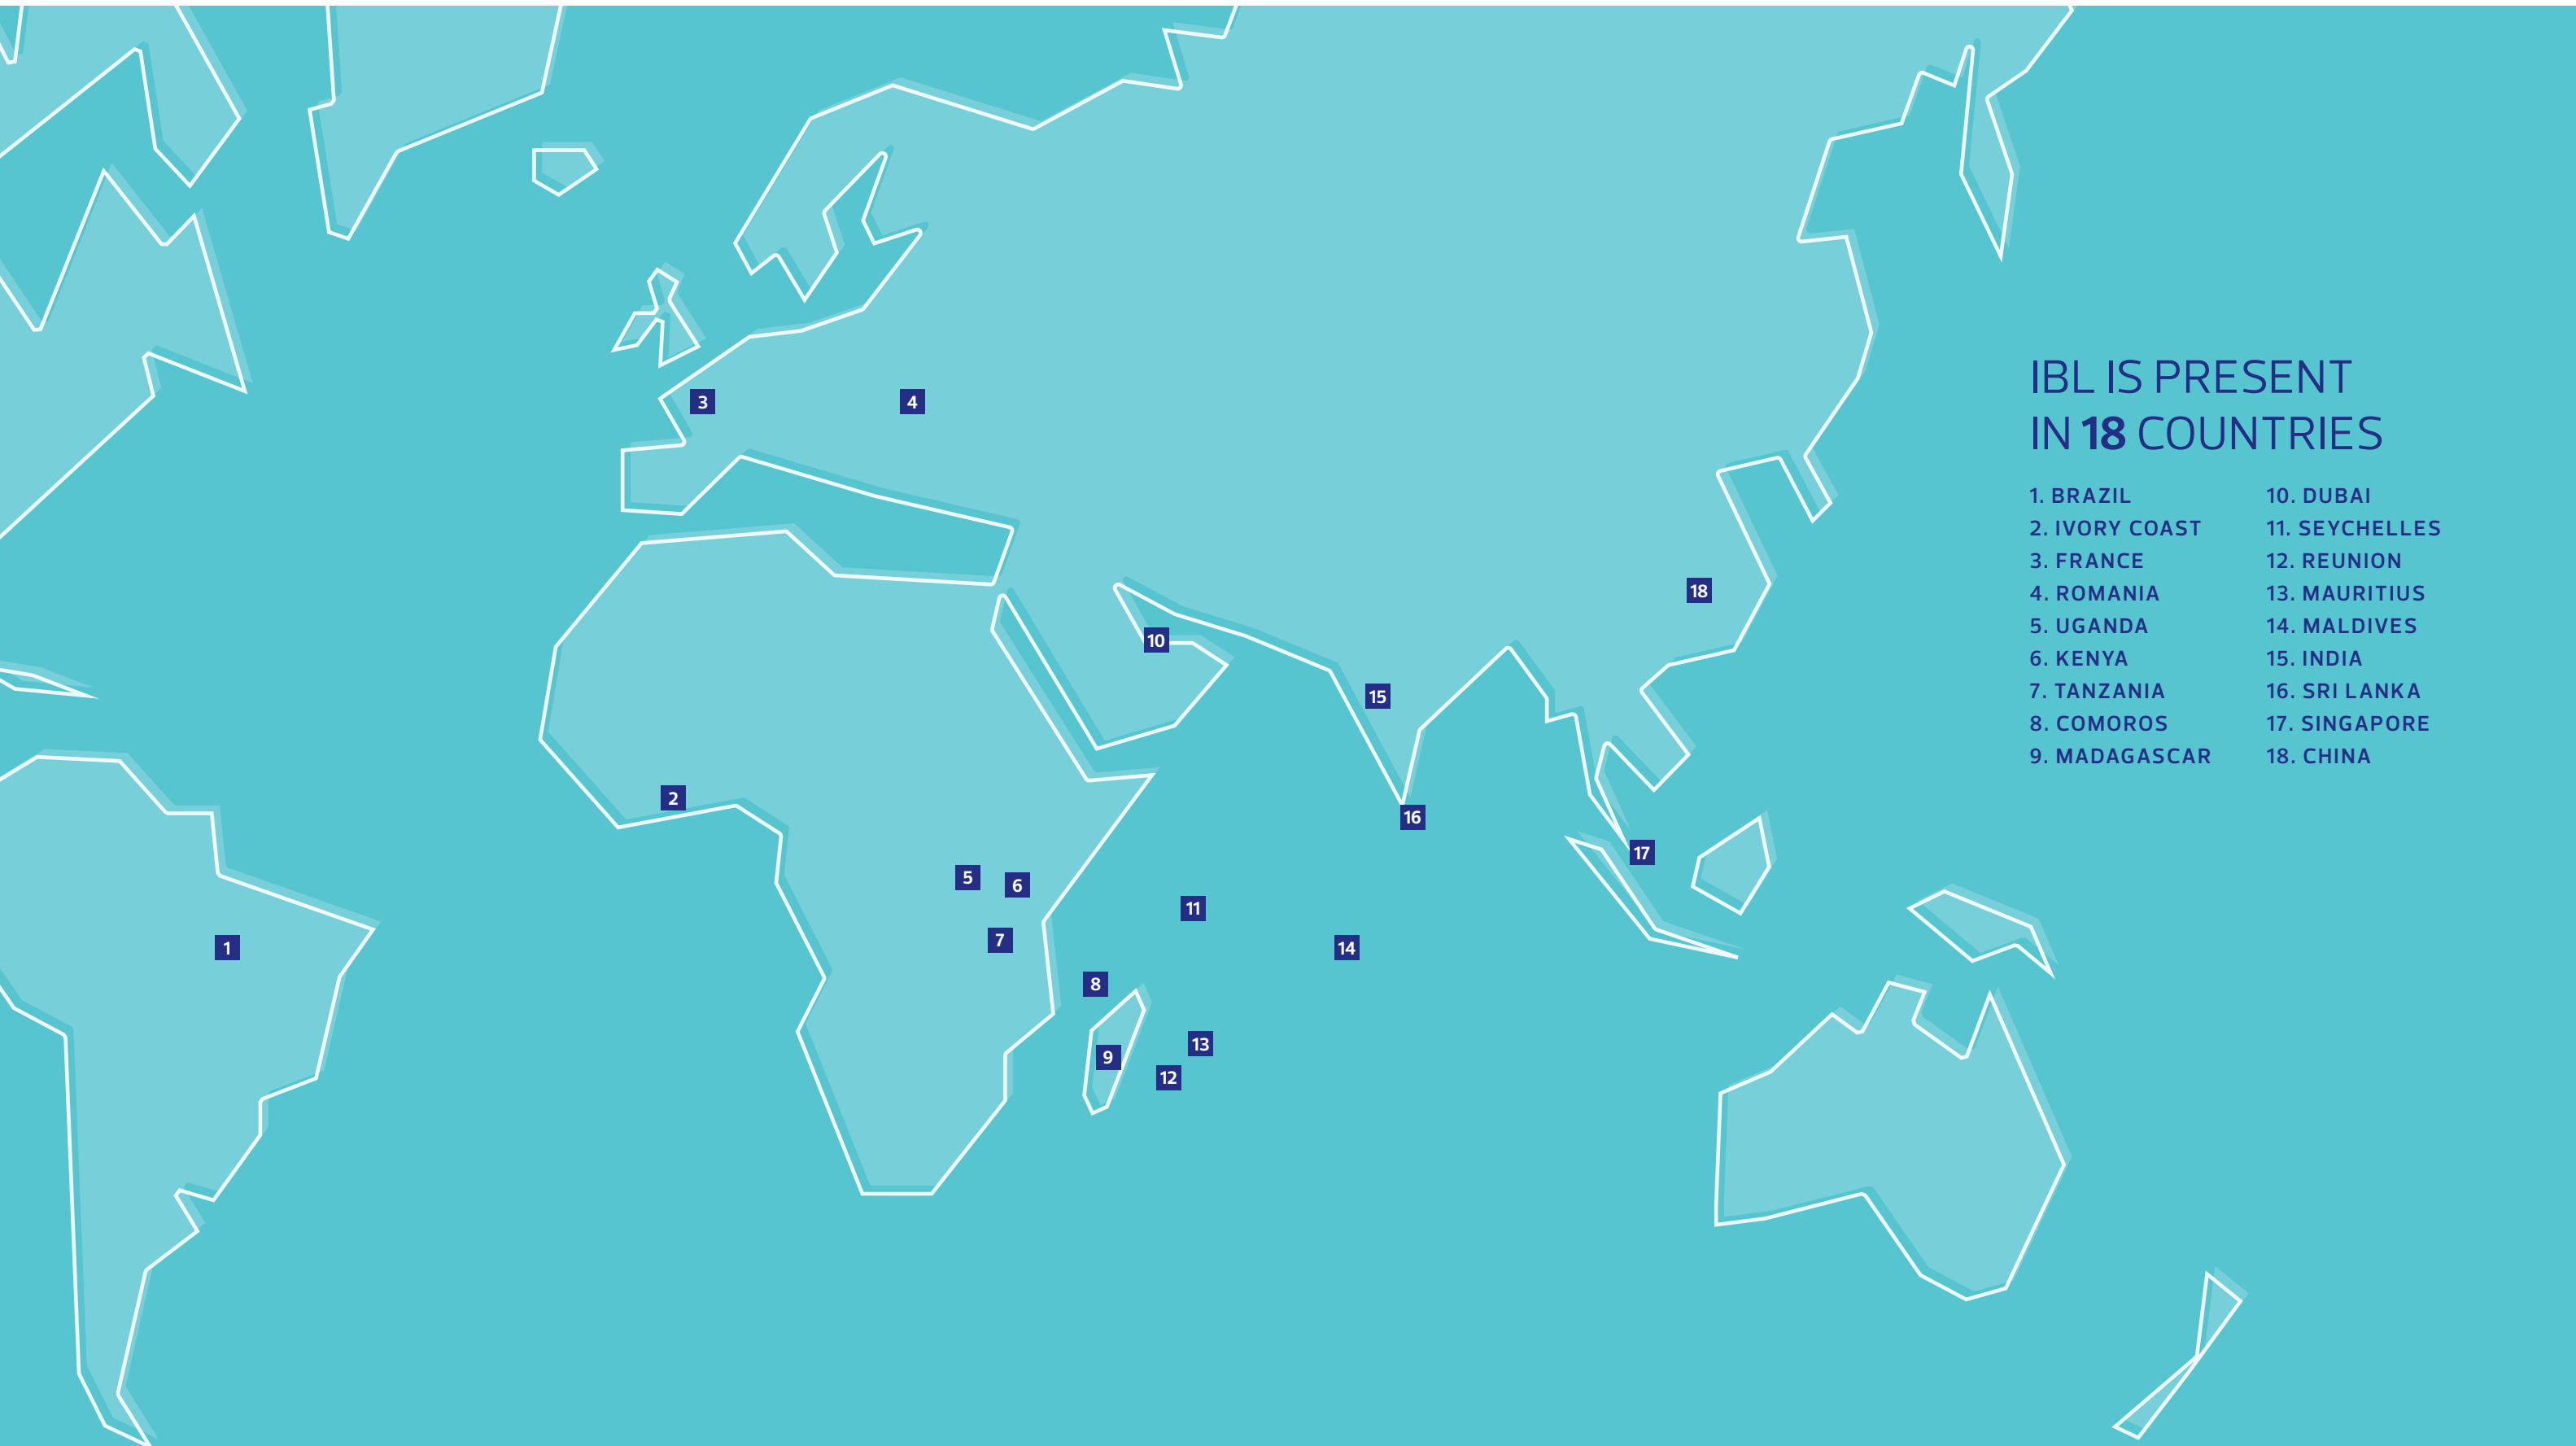 3
4
18
10
15
2
16
17
5
6
11
7
1
14
8
13
9
12
IBL IS PRESENT
IN 18 COUNTRIES
1. BRAZIL
2. IVORY COAST
3. FRANCE
4. ROMANIA
5. UGANDA
6. KENYA
7. TANZANIA
8. COMOROS
9. MADAGASCAR
10. DUBAI
11. SEYCHELLES
12. REUNION
13. MAURITIUS
14. MALDIVES
15. INDIA
16. SRI LANKA
17. SINGAPORE
18. CHINA